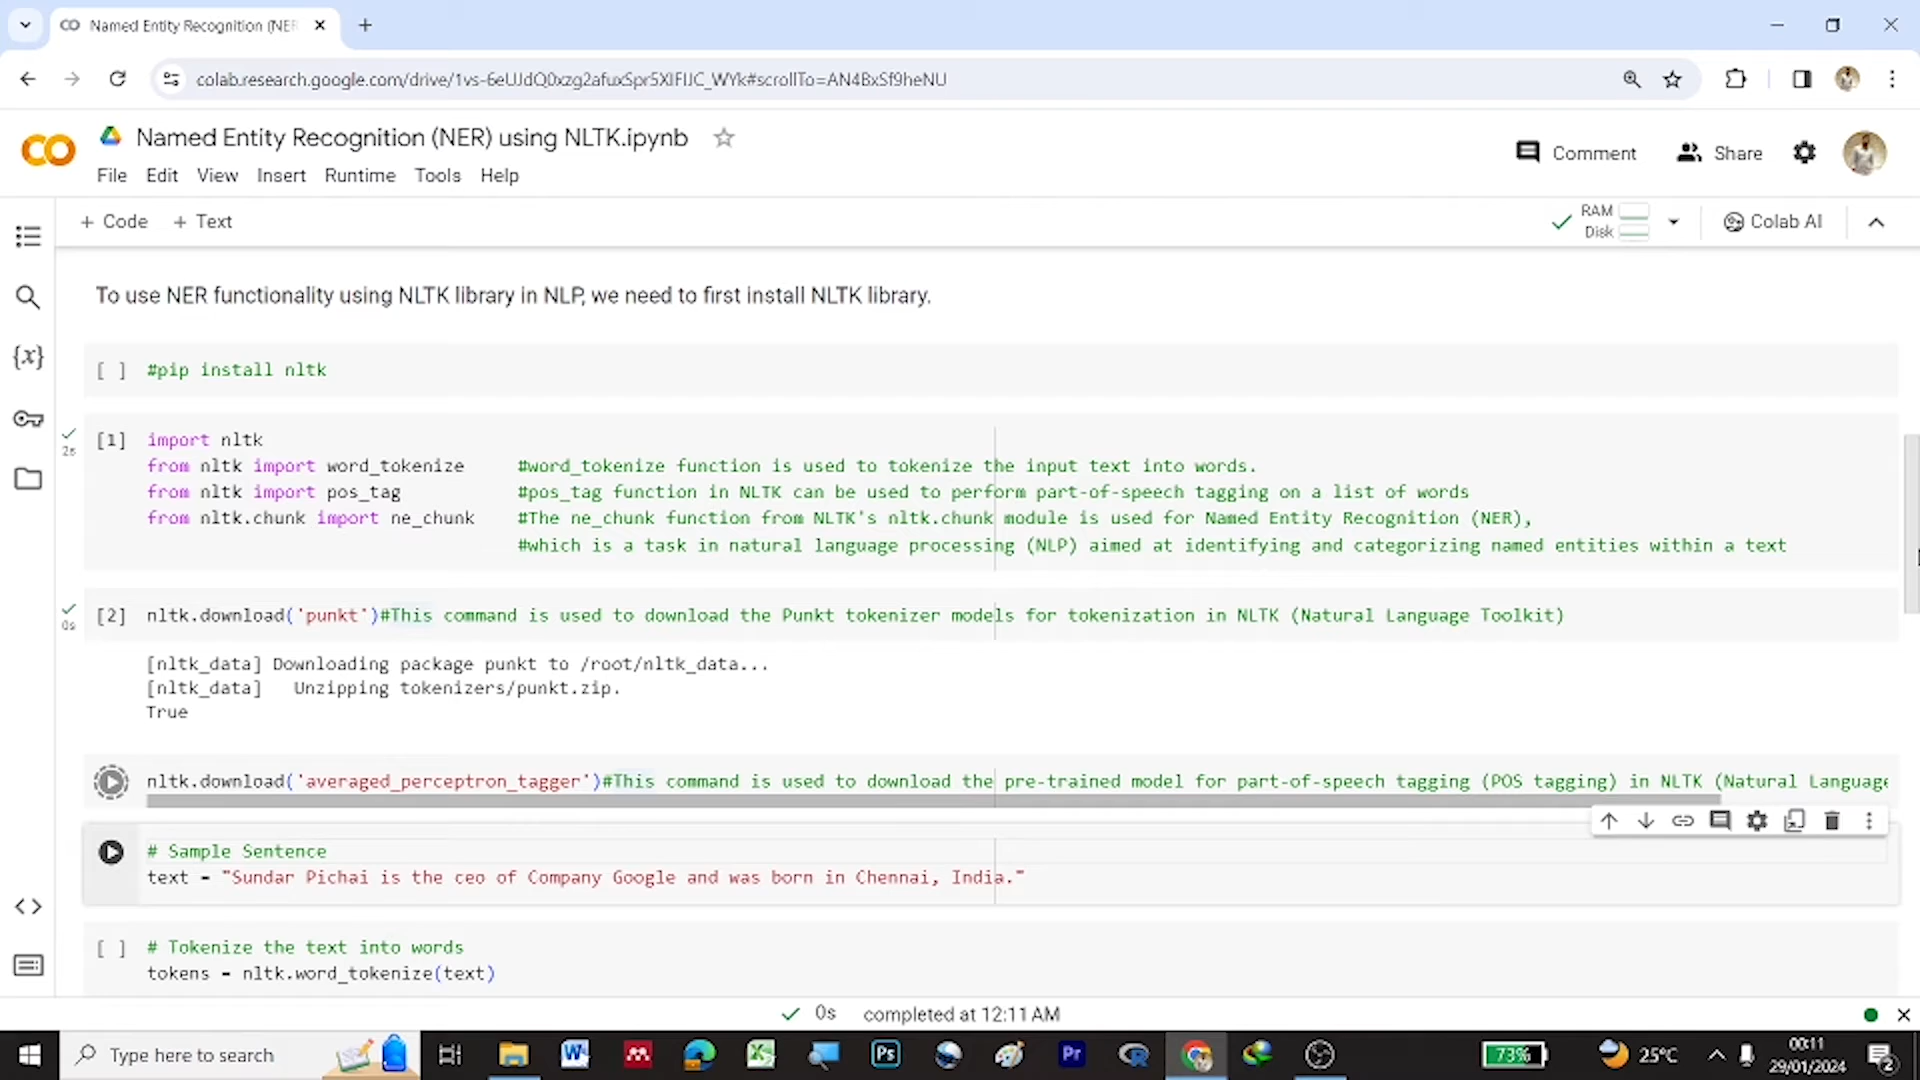 Named Entity Recognition (NER
colab.research.google.com/drive/1vs-6eUJdQ0xzg2afuxSpr5XIFIJC_WYk#scrollTo=AN4BxSf9heNU
Named Entity Recognition (NER) using NLTK.ipynb
Comment
Share
File Edit View Insert Runtime Tools Help
+ Code + Text
RAM
Disk
Colab AI
To use NER functionality using NLTK library in NLP, we need to first install NLTK library.
[ ] #pip install nltk
[1] import nltk
from nltk import word_tokenize #word_tokenize function is used to tokenize the input text into words.
2s
from nltk import pos_tag #pos_tag function in NLTK can be used to perform part-of-speech tagging on a list of words
from nltk.chunk import ne_chunk #The ne_chunk function from NLTK's nltk.chunk module is used for Named Entity Recognition (NER),
#which is a task in natural language processing (NLP) aimed at identifying and categorizing named entities within a text
[2] nltk.download('punkt')#This command is used to download the Punkt tokenizer models for tokenization in NLTK (Natural Language Toolkit)
0s
[nltk_data] Downloading package punkt to /root/nltk_data...
[nltk_data]   Unzipping tokenizers/punkt.zip.
True
nltk.download('averaged_perceptron_tagger')#This command is used to download the pre-trained model for part-of-speech tagging (POS tagging) in NLTK (Natural Language
# Sample Sentence
text = "Sundar Pichai is the ceo of Company Google and was born in Chennai, India."
[ ] # Tokenize the text into words
tokens = nltk.word_tokenize(text)
0s completed at 12:11 AM
Type here to search
73%
25°C
00:11
29/01/2024
2